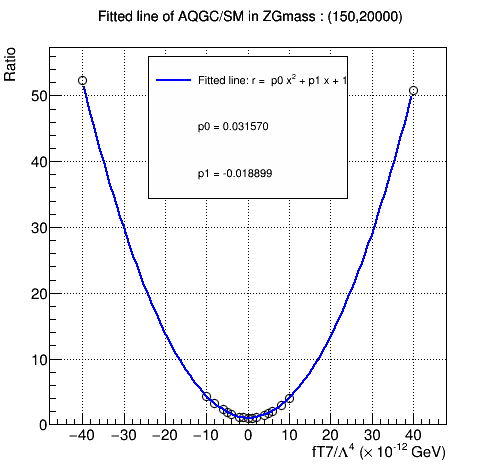 Fitted line of AQGC/SM in ZGmass : (150,20000)
Ratio
Fitted line: r = p0 x² + p1 x + 1
p0 = 0.031570
p1 = -0.018899
50
40
30
20
10
0
−40 −30 −20 −10 0 10 20 30 40
fT7/Λ⁴ (× 10⁻¹² GeV)